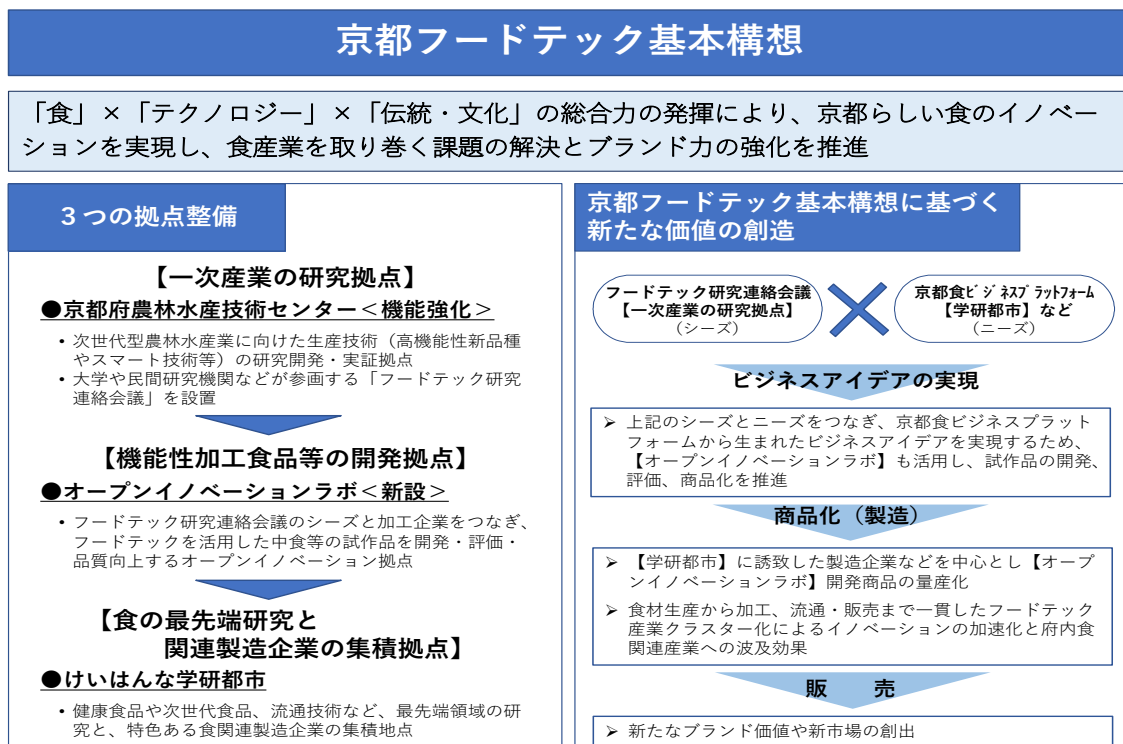 京都フードテック基本構想
「食」×「テクノロジー」×「伝統・文化」の総合力の発揮により、京都らしい食のイノベー
ションを実現し、食産業を取り巻く課題の解決とブランド力の強化を推進
３つの拠点整備
【一次産業の研究拠点】
●京都府農林水産技術センター＜機能強化＞
• 次世代型農林水産業に向けた生産技術（高機能性新品種
やスマート技術等）の研究開発・実証拠点
• 大学や民間研究機関などが参画する「フードテック研究
連絡会議」を設置
【機能性加工食品等の開発拠点】
●オープンイノベーションラボ＜新設＞
• フードテック研究連絡会議のシーズと加工企業をつなぎ、
フードテックを活用した中食等の試作品を開発・評価・
品質向上するオープンイノベーション拠点
【食の最先端研究と
関連製造企業の集積拠点】
●けいはんな学研都市
• 健康食品や次世代食品、流通技術など、最先端領域の研
究と、特色ある食関連製造企業の集積地点
京都フードテック基本構想に基づく
新たな価値の創造
フードテック研究連絡会議
【一次産業の研究拠点】
（シーズ）
京都食ﾋﾞｼﾞﾈｽﾌﾟﾗｯﾄﾌｫｰﾑ
【学研都市】など
（ニーズ）
ビジネスアイデアの実現
➢ 上記のシーズとニーズをつなぎ、京都食ビジネスプラット
フォームから生まれたビジネスアイデアを実現するため、
【オープンイノベーションラボ】も活用し、試作品の開発、
評価、商品化を推進
商品化（製造）
➢ 【学研都市】に誘致した製造企業などを中心とし【オープ
ンイノベーションラボ】開発商品の量産化
➢ 食材生産から加工、流通・販売まで一貫したフードテック
産業クラスター化によるイノベーションの加速化と府内食
関連産業への波及効果
販　売
➢ 新たなブランド価値や新市場の創出